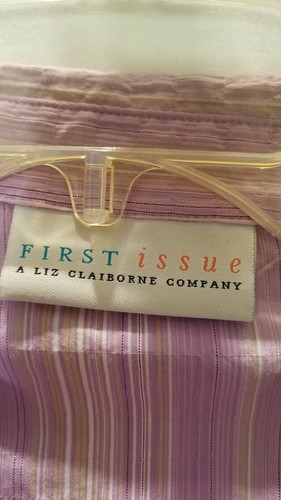 FIRST issue
A LIZ CLAIBORNE COMPANY